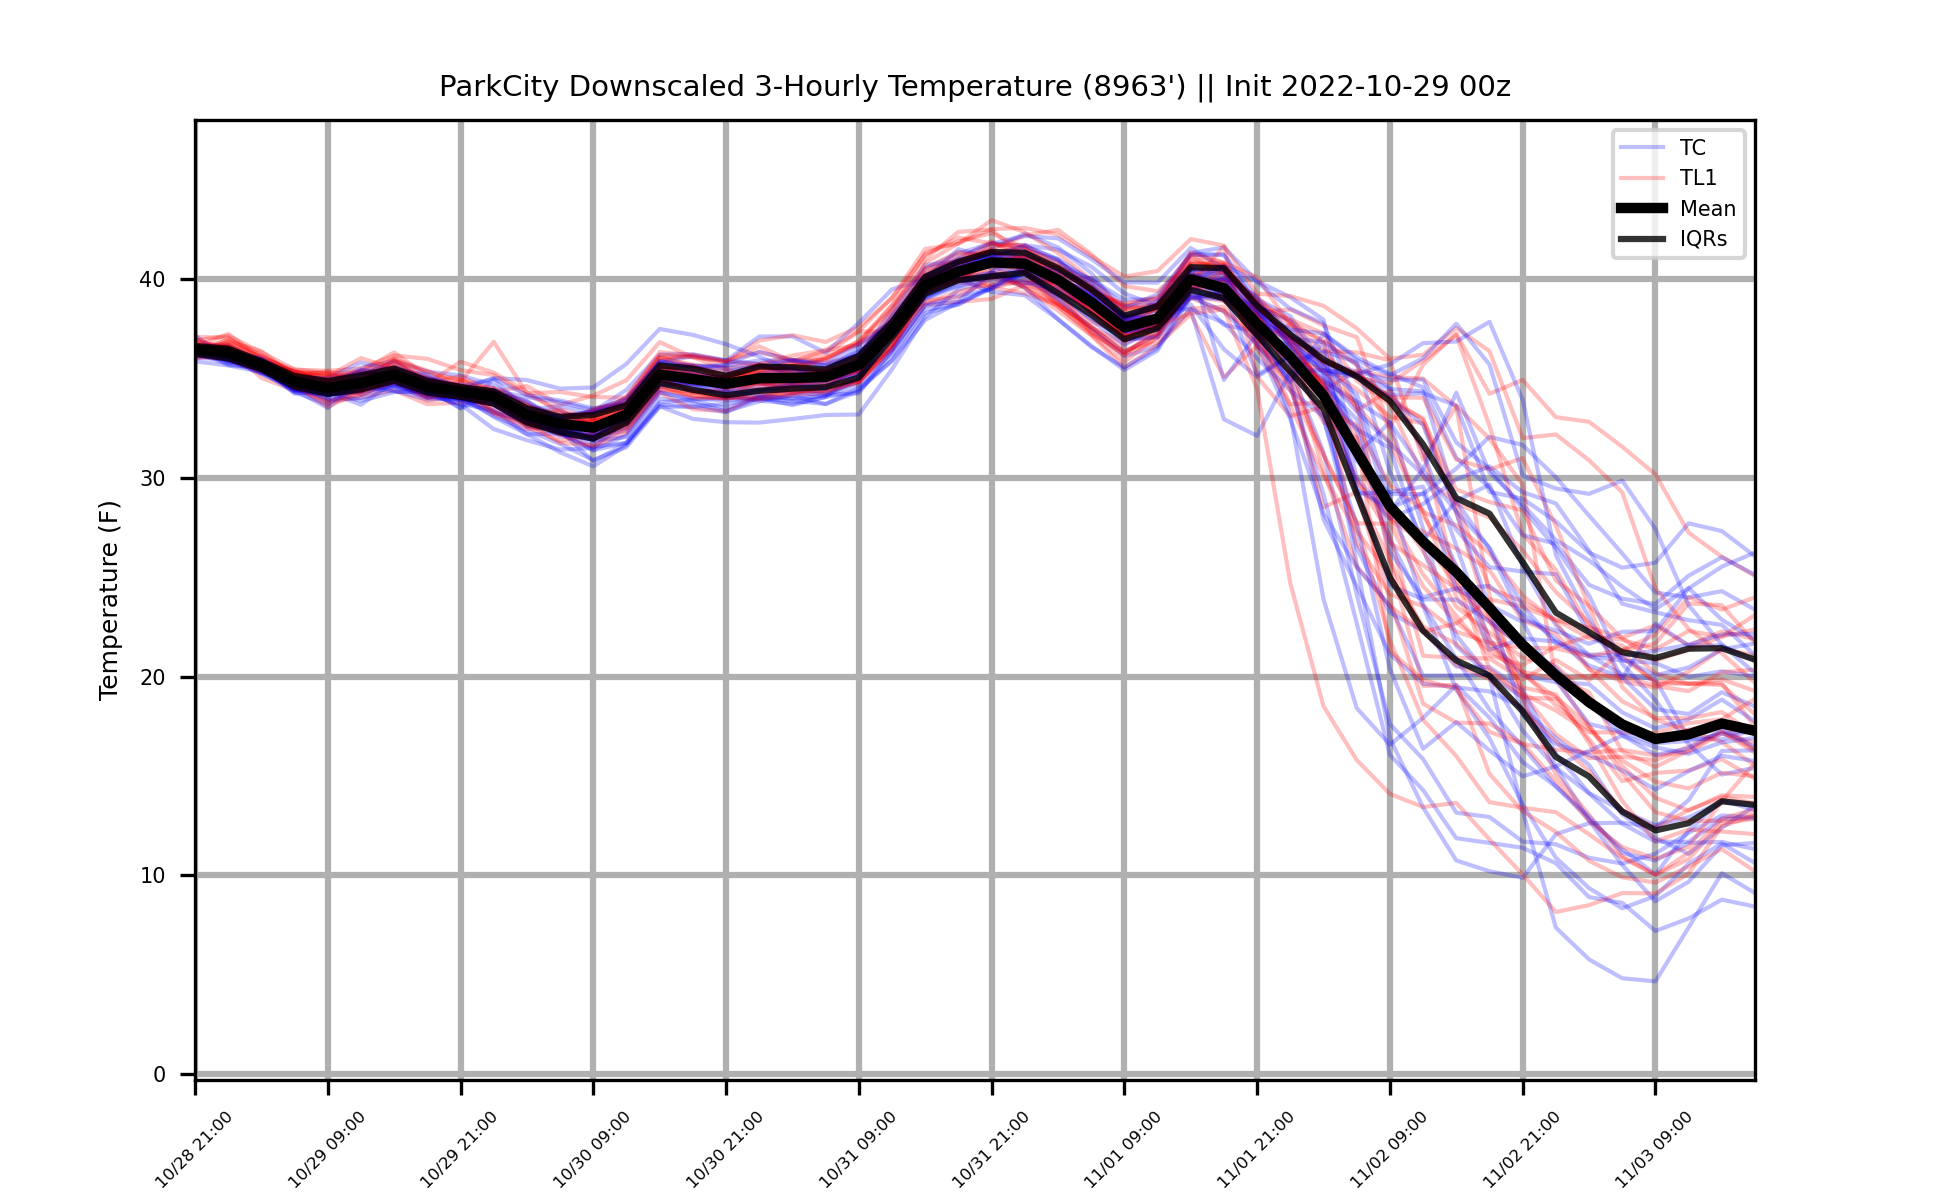 ParkCity Downscaled 3-Hourly Temperature (8963') || Init 2022-10-29 00z
TC
TL1
Mean
IQRs
Temperature (F)
40
30
20
10
0
10/28 21:00
10/29 09:00
10/29 21:00
10/30 09:00
10/30 21:00
10/31 09:00
10/31 21:00
11/01 09:00
11/01 21:00
11/02 09:00
11/02 21:00
11/03 09:00